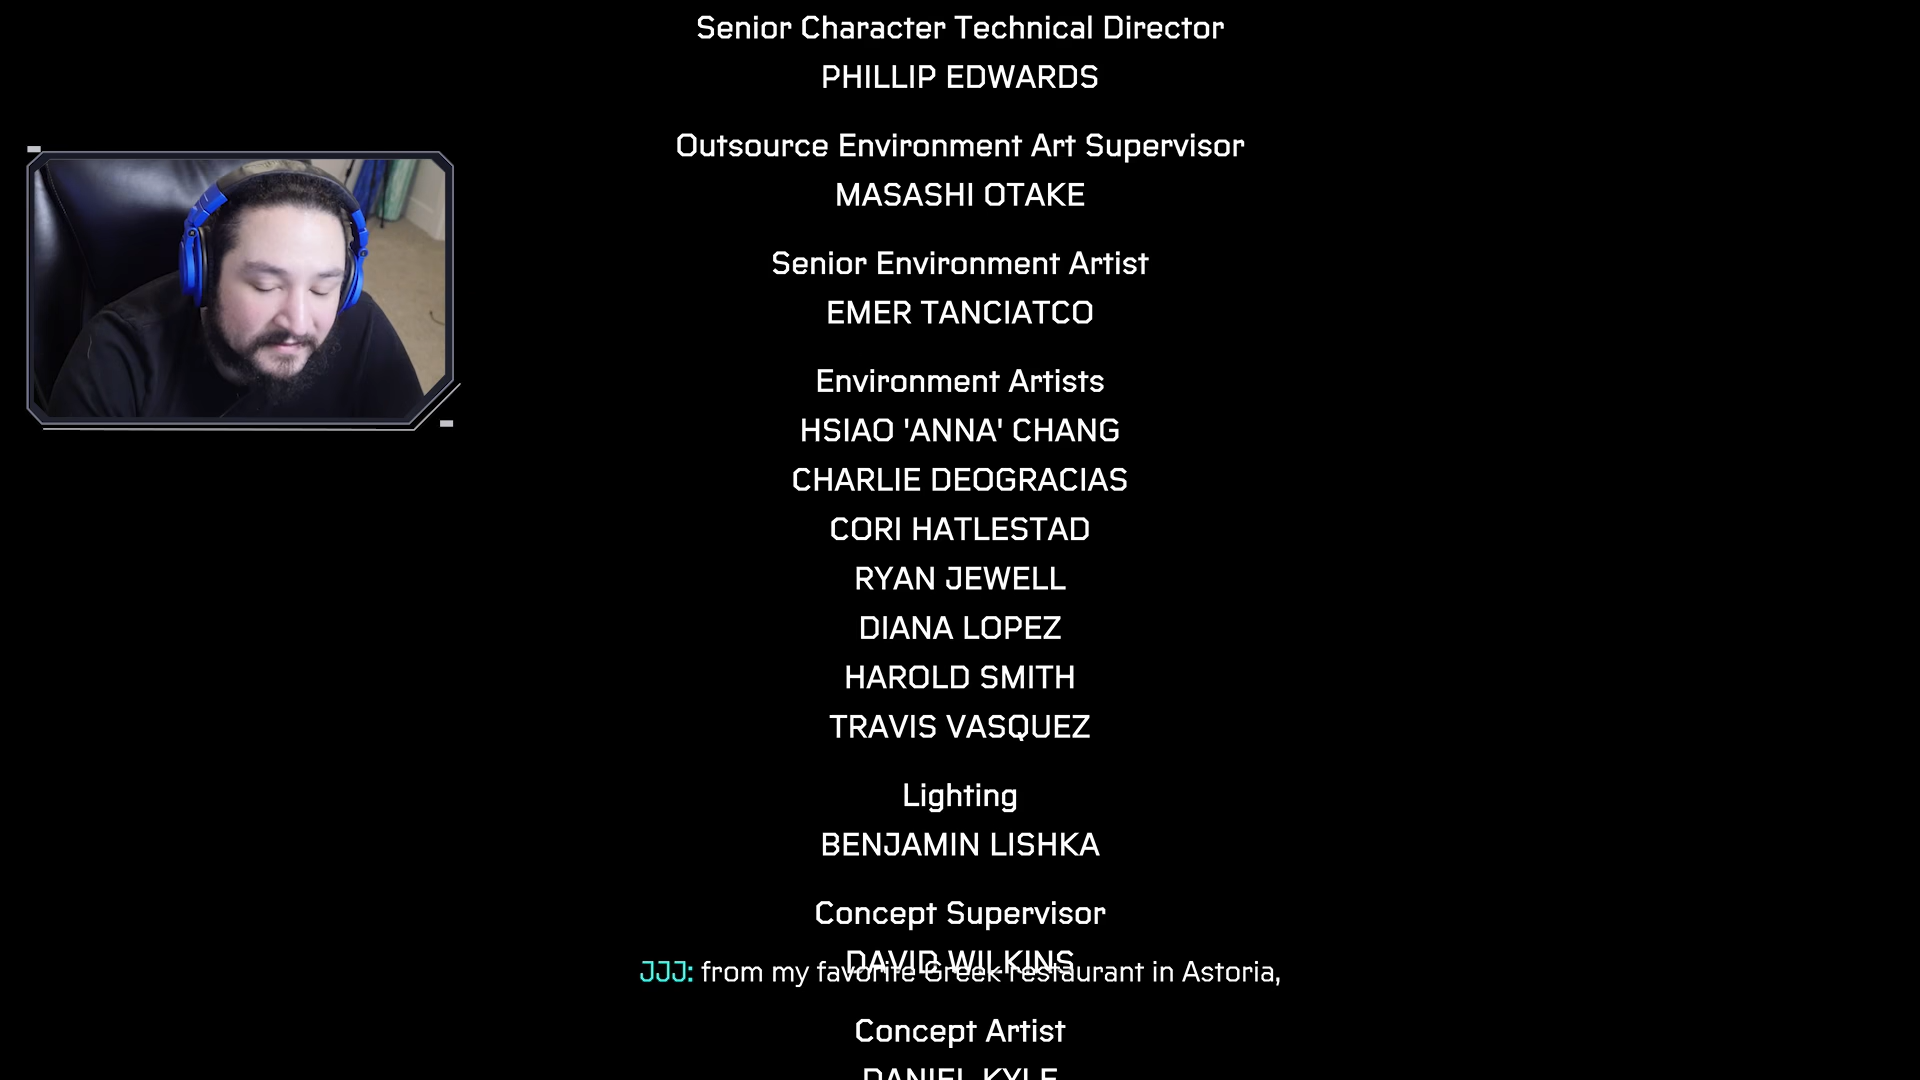 Senior Character Technical Director
PHILLIP EDWARDS
Outsource Environment Art Supervisor
MASASHI OTAKE
Senior Environment Artist
EMER TANCIATCO
Environment Artists
HSIAO 'ANNA' CHANG
CHARLIE DEOGRACIAS
CORI HATLESTAD
RYAN JEWELL
DIANA LOPEZ
HAROLD SMITH
TRAVIS VASQUEZ
Lighting
BENJAMIN LISHKA
Concept Supervisor
DAVID WILKINS
JJJ: from my favorite Greek restaurant in Astoria,
Concept Artist
DANIEL KYLE